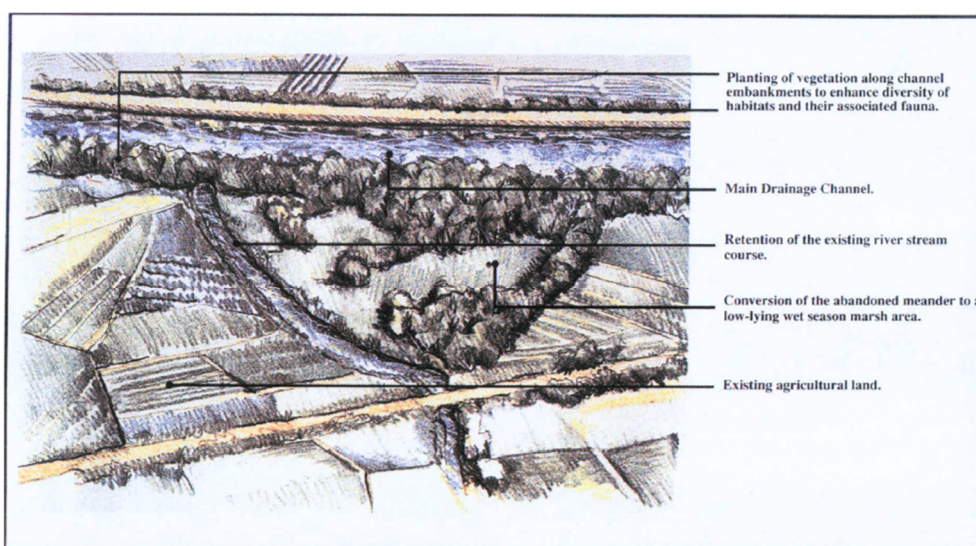 Planting of vegetation along channel
embankments to enhance diversity of
habitats and their associated fauna.
Main Drainage Channel.
Retention of the existing river stream
course.
Conversion of the abandoned meander to a
low-lying wet season marsh area.
Existing agricultural land.